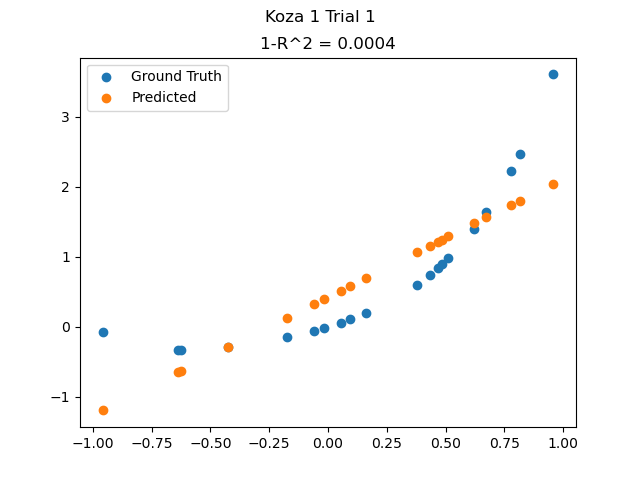 Koza 1 Trial 1
1-R^2 = 0.0004
Ground Truth
Predicted
3
2
1
0
−1
−1.00 −0.75 −0.50 −0.25 0.00 0.25 0.50 0.75 1.00